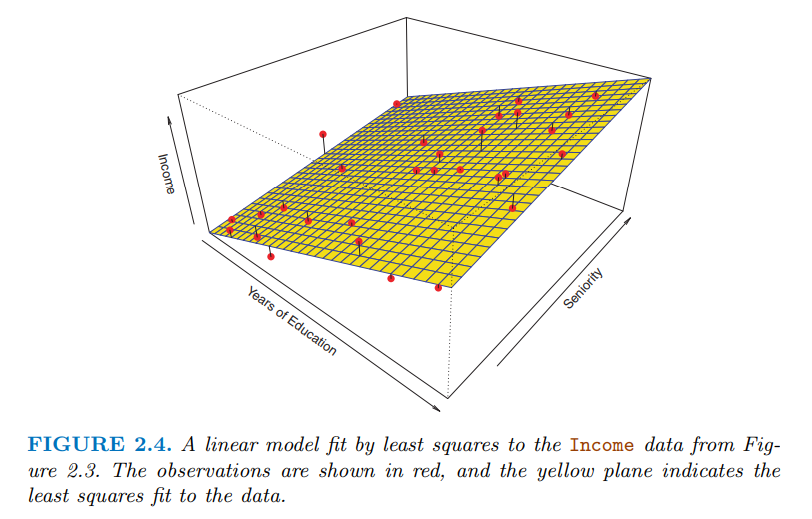 Income
Years of Education
Seniority
FIGURE 2.4. A linear model fit by least squares to the Income data from Fig-
ure 2.3. The observations are shown in red, and the yellow plane indicates the
least squares fit to the data.